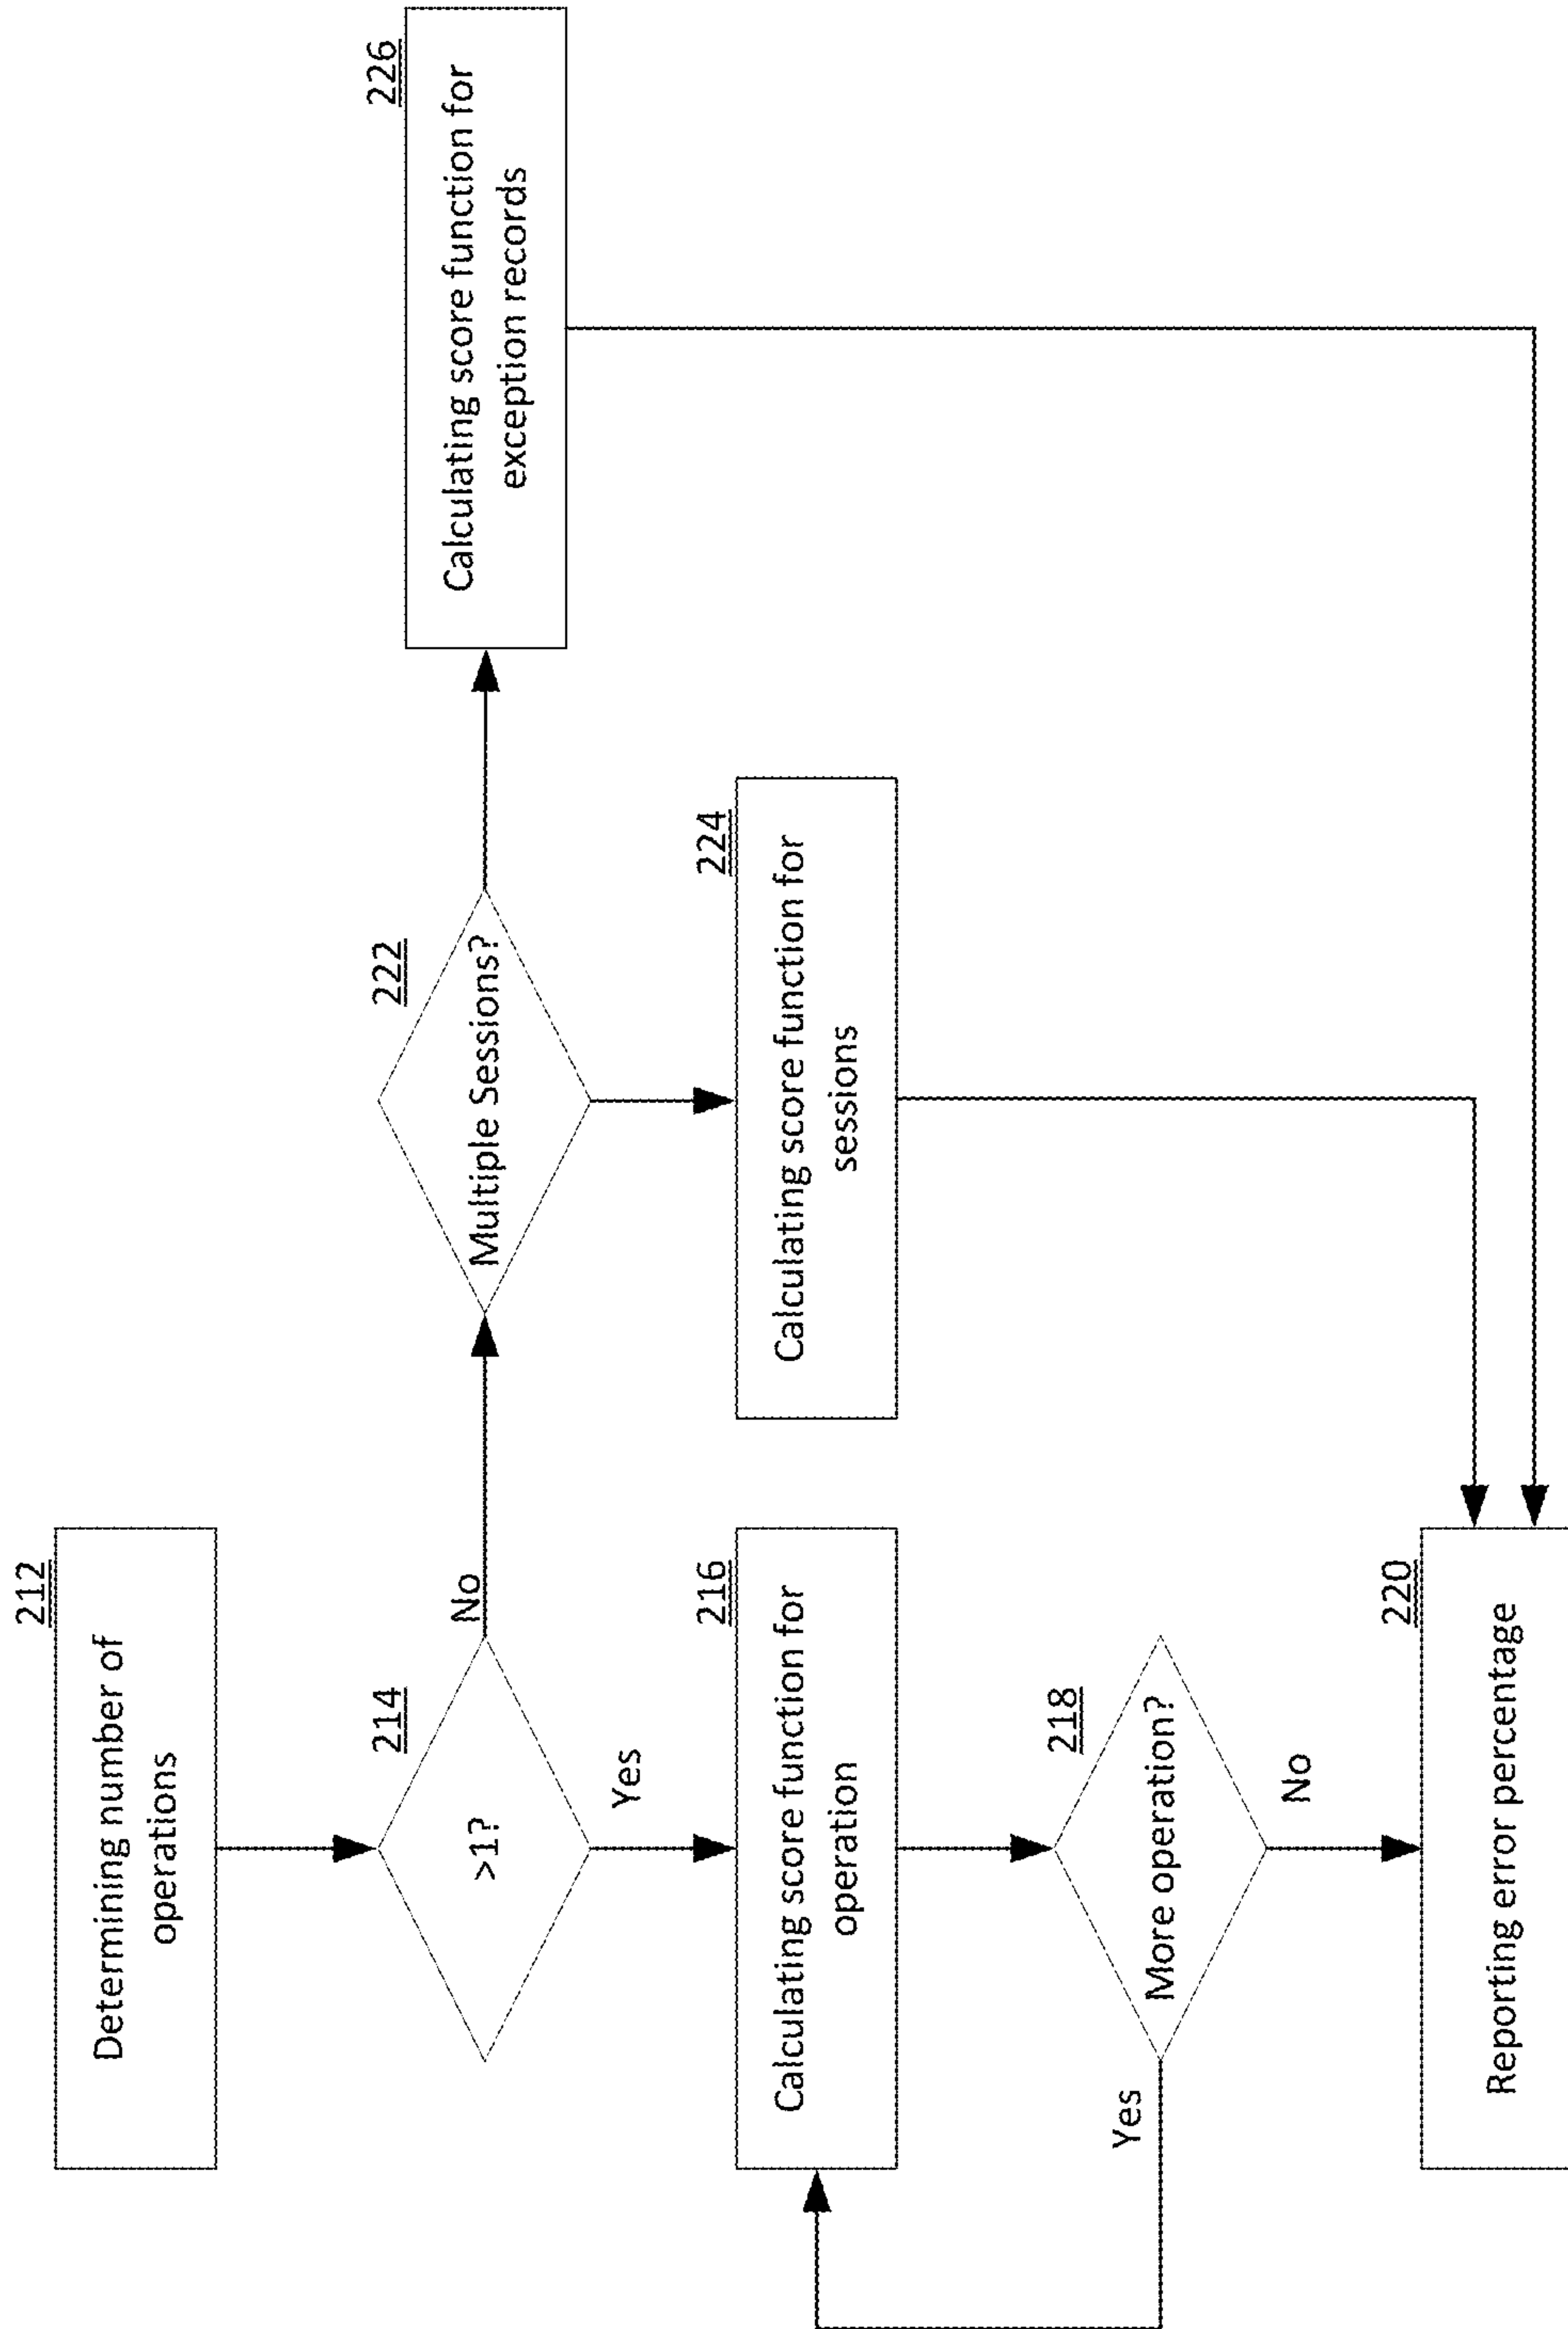 212
Determining number of
operations
214
>1?
No
Yes
216
Calculating score function for
operation
218
More operation?
Yes
No
220
Reporting error percentage
222
Multiple Sessions?
224
Calculating score function for
sessions
226
Calculating score function for
exception records